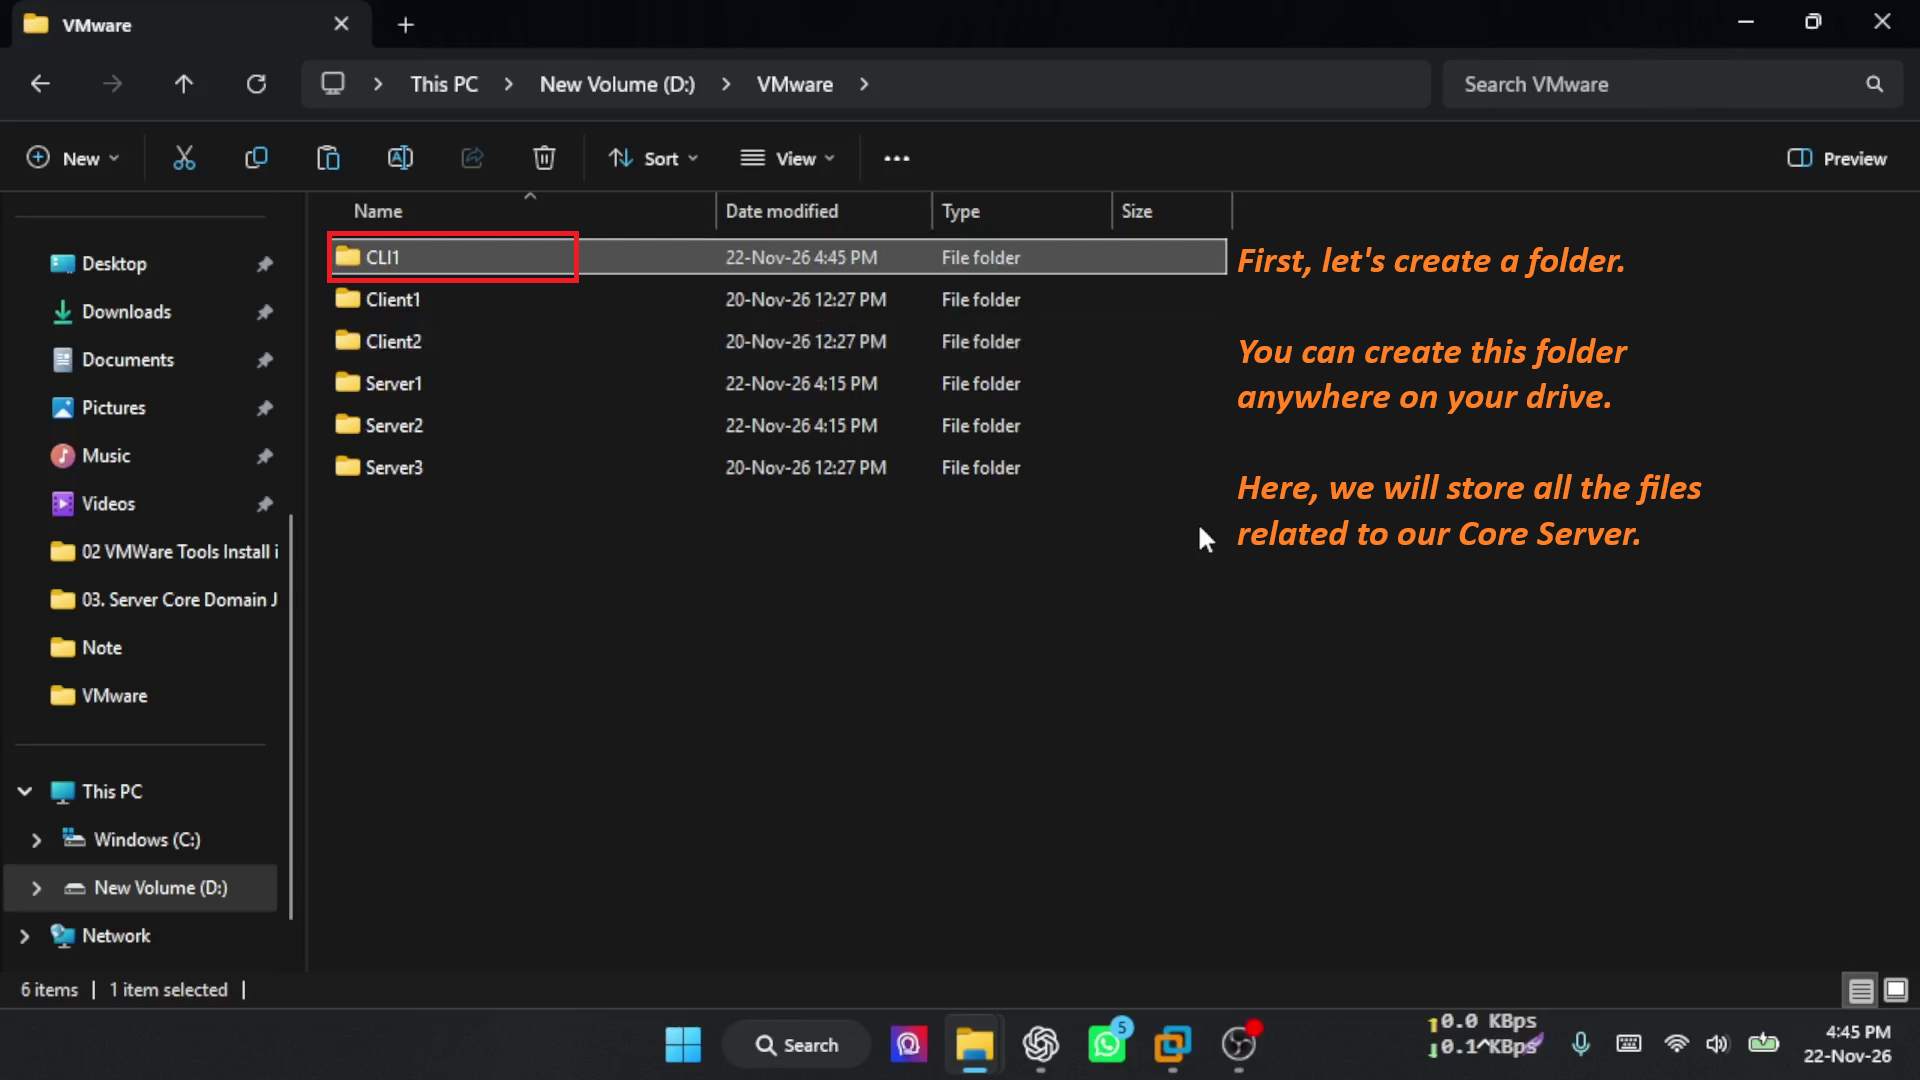 VMware
This PC > New Volume (D:) > VMware >
Search VMware
New
Sort
View
Preview
Name
Date modified
Type
Size
CLI1
22-Nov-26 4:45 PM
File folder
Client1
20-Nov-26 12:27 PM
File folder
Client2
20-Nov-26 12:27 PM
File folder
Server1
22-Nov-26 4:15 PM
File folder
Server2
22-Nov-26 4:15 PM
File folder
Server3
20-Nov-26 12:27 PM
File folder
First, let's create a folder.
You can create this folder
anywhere on your drive.
Here, we will store all the files
related to our Core Server.
Desktop
Downloads
Documents
Pictures
Music
Videos
02 VMWare Tools Install i
03. Server Core Domain J
Note
VMware
This PC
Windows (C:)
New Volume (D:)
Network
6 items | 1 item selected |
Search
5
0.0 KBps
0.1 KBps
4:45 PM
22-Nov-26